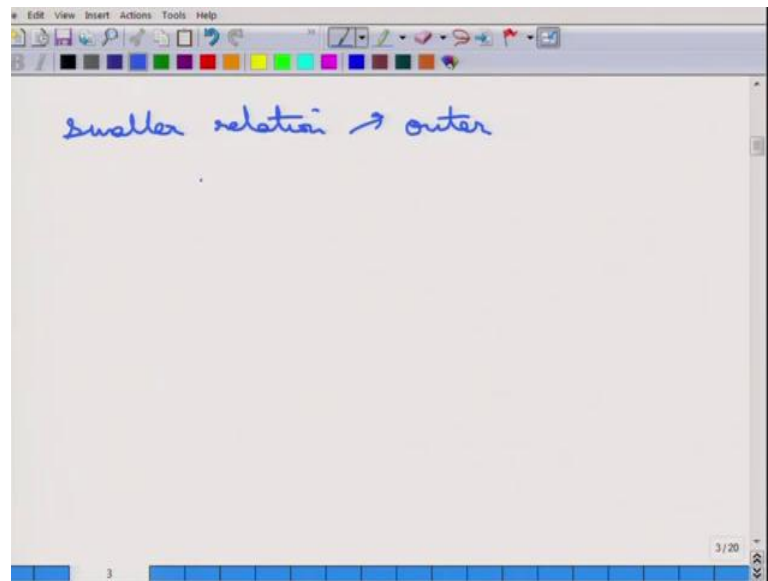 Edit View Insert Actions Tools Help
smaller relation → outer
3/20
3